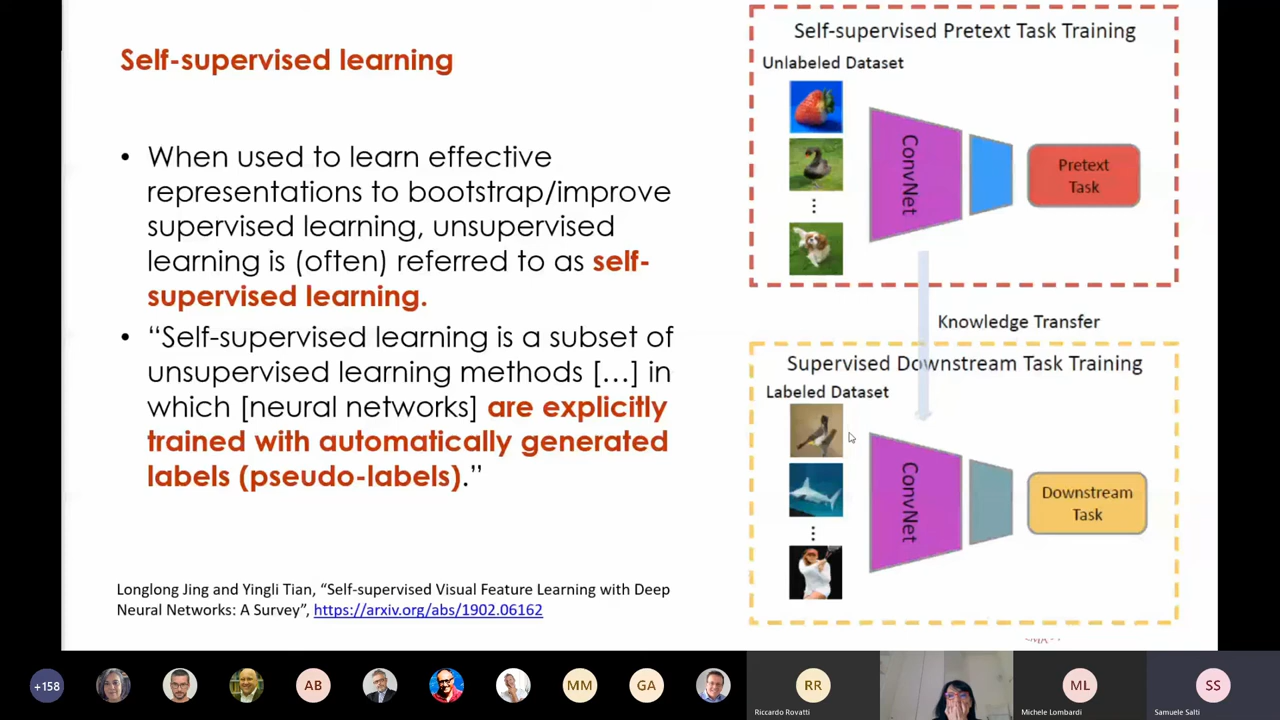 Self-supervised learning
• When used to learn effective
representations to bootstrap/improve
supervised learning, unsupervised
learning is (often) referred to as self-
supervised learning.
• “Self-supervised learning is a subset of
unsupervised learning methods […] in
which [neural networks] are explicitly
trained with automatically generated
labels (pseudo-labels).”
Longlong Jing and Yingli Tian, “Self-supervised Visual Feature Learning with Deep
Neural Networks: A Survey”, https://arxiv.org/abs/1902.06162
Self-supervised Pretext Task Training
Unlabeled Dataset
ConvNet
Pretext
Task
Knowledge Transfer
Supervised Downstream Task Training
Labeled Dataset
ConvNet
Downstream
Task
+158
AB
MM
GA
RR
Riccardo Rovatti
ML
Michele Lombardi
SS
Samuele Salti